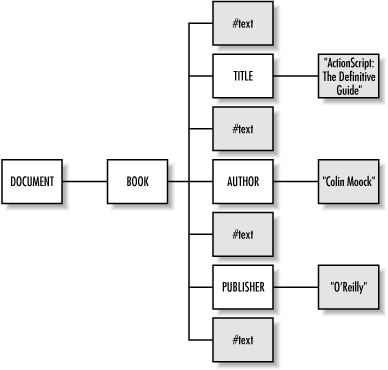 #text
TITLE
"ActionScript:
The Definitive
Guide"
#text
DOCUMENT
BOOK
AUTHOR
"Colin Moock"
#text
PUBLISHER
"O'Reilly"
#text